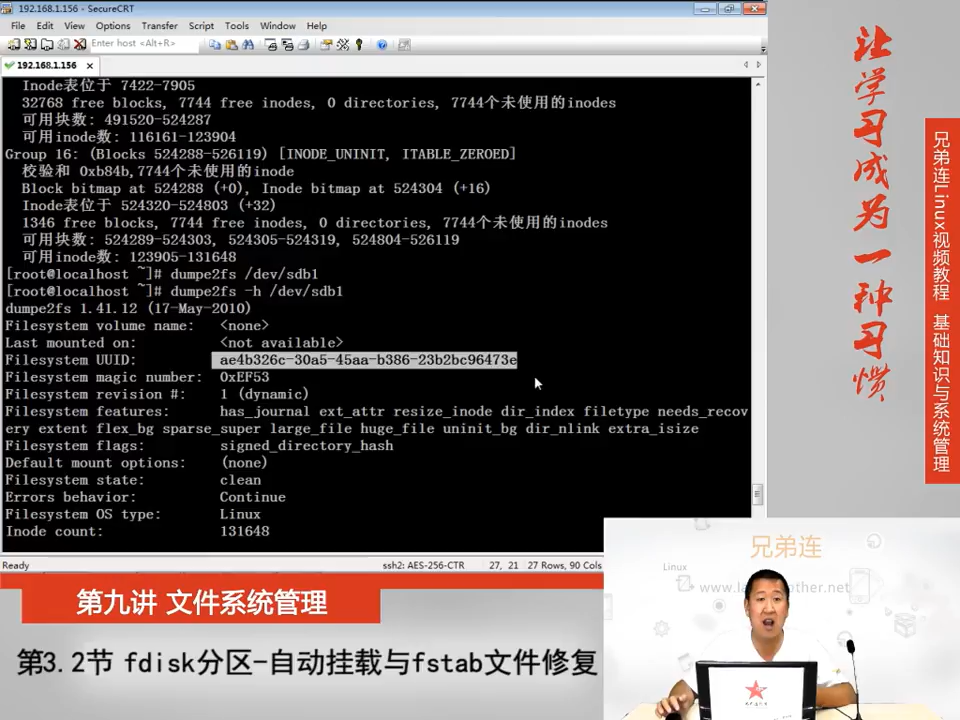 192.168.1.156 - SecureCRT
File Edit View Options Transfer Script Tools Window Help
Enter host <Alt+R>
192.168.1.156
Inode表位于 7422-7905
32768 free blocks, 7744 free inodes, 0 directories, 7744个未使用的inodes
可用块数: 491520-524287
可用inode数: 116161-123904
Group 16: (Blocks 524288-526119) [INODE_UNINIT, ITABLE_ZEROED]
校验和 0xb84b,7744个未使用的inode
Block bitmap at 524288 (+0), Inode bitmap at 524304 (+16)
Inode表位于 524320-524803 (+32)
1346 free blocks, 7744 free inodes, 0 directories, 7744个未使用的inodes
可用块数: 524289-524303, 524305-524319, 524804-526119
可用inode数: 123905-131648
[root@localhost ~]# dumpe2fs /dev/sdb1
[root@localhost ~]# dumpe2fs -h /dev/sdb1
dumpe2fs 1.41.12 (17-May-2010)
Filesystem volume name: <none>
Last mounted on: <not available>
Filesystem UUID: ae4b326c-30a5-45aa-b386-23b2bc96473e
Filesystem magic number: 0xEF53
Filesystem revision #: 1 (dynamic)
Filesystem features: has_journal ext_attr resize_inode dir_index filetype needs_recov
ery extent flex_bg sparse_super large_file huge_file uninit_bg dir_nlink extra_isize
Filesystem flags: signed_directory_hash
Default mount options: (none)
Filesystem state: clean
Errors behavior: Continue
Filesystem OS type: Linux
Inode count: 131648
Ready ssh2: AES-256-CTR 27, 21 27 Rows, 90 Cols
让学习成为一种习惯
兄弟连Linux视频教程 基础知识与系统管理
第九讲 文件系统管理
第3.2节 fdisk分区-自动挂载与fstab文件修复
兄弟连
Linux